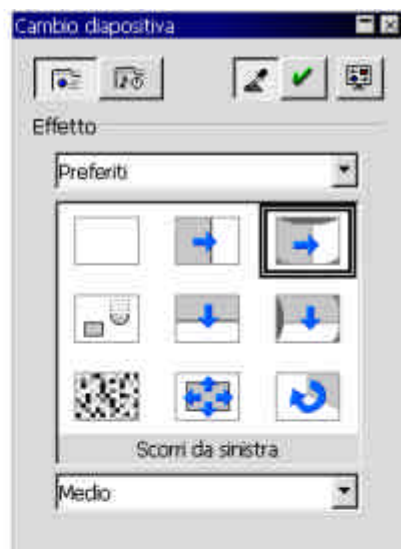 Cambio diapositiva
Effetto
Preferiti
Scorri da sinistra
Medio